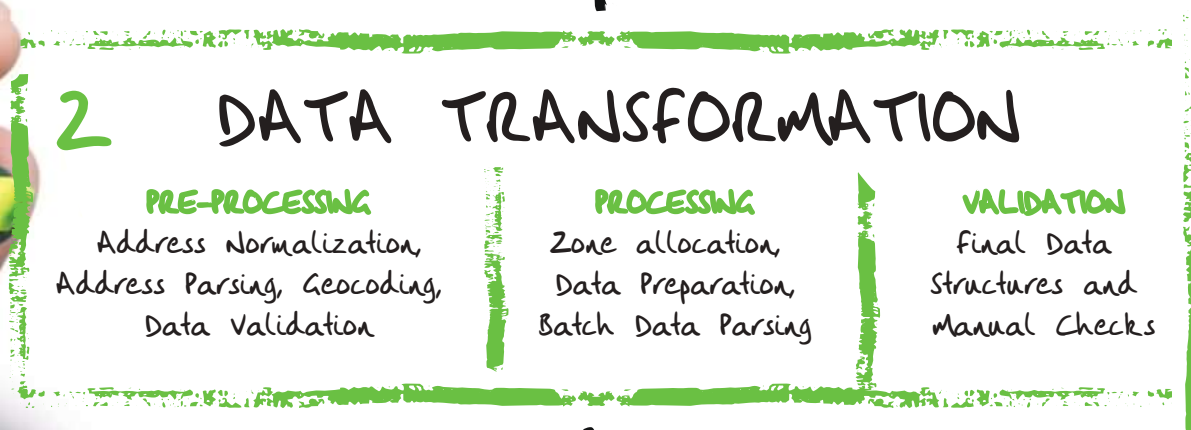 2 DATA TRANSFORMATION
PRE-PROCESSING
Address Normalization,
Address Parsing, Geocoding,
Data Validation
PROCESSING
Zone allocation,
Data Preparation,
Batch Data Parsing
VALIDATION
Final Data
Structures and
Manual Checks